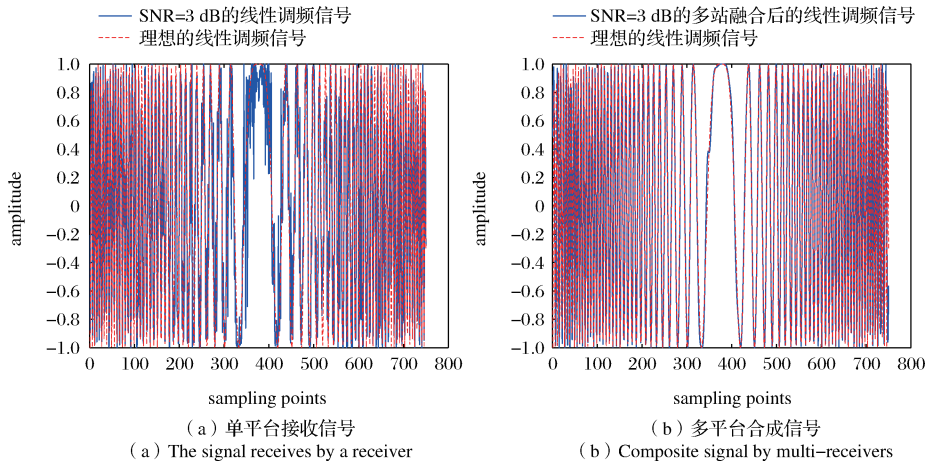 SNR=3 dB的线性调频信号
理想的线性调频信号
1.0
0.8
0.6
0.4
0.2
0
−0.2
−0.4
−0.6
−0.8
−1.0
amplitude
0 100 200 300 400 500 600 700 800
sampling points
（a）单平台接收信号
（a）The signal receives by a receiver
SNR=3 dB的多站融合后的线性调频信号
理想的线性调频信号
1.0
0.8
0.6
0.4
0.2
0
−0.2
−0.4
−0.6
−0.8
−1.0
amplitude
0 100 200 300 400 500 600 700 800
sampling points
（b）多平台合成信号
（b）Composite signal by multi−receivers